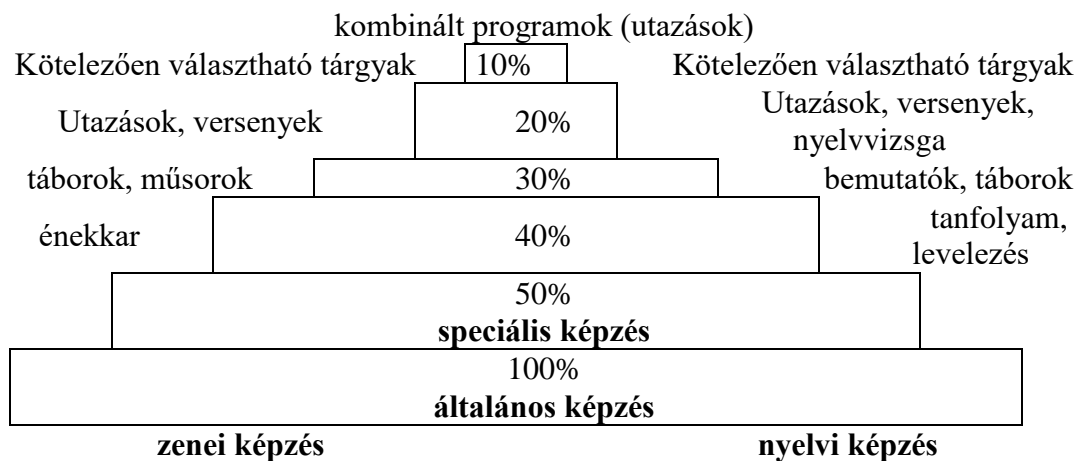 kombinált programok (utazások)
Kötelezően választható tárgyak 10% Kötelezően választható tárgyak
Utazások, versenyek 20% Utazások, versenyek,
nyelvvizsga
táborok, műsorok 30% bemutatók, táborok
énekkar 40% tanfolyam,
levelezés
50%
speciális képzés
100%
általános képzés
zenei képzés nyelvi képzés